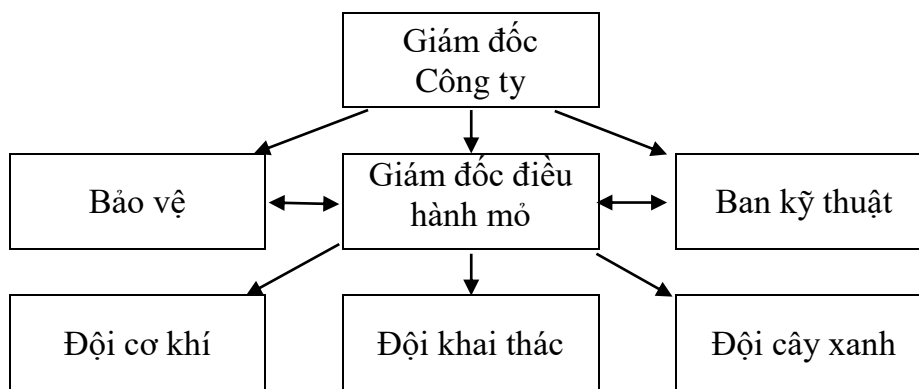 Giám đốc
Công ty
Bảo vệ
Giám đốc điều
hành mỏ
Ban kỹ thuật
Đội cơ khí
Đội khai thác
Đội cây xanh